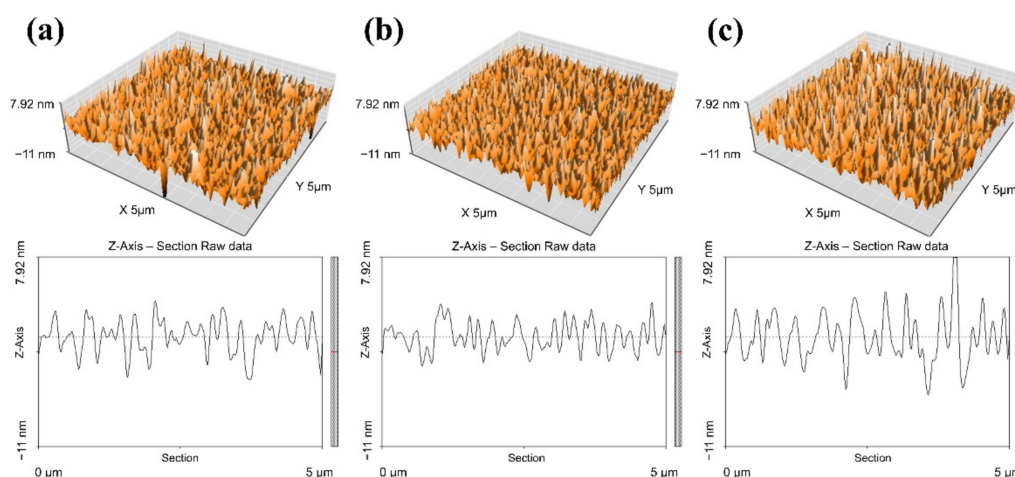 (a)
7.92 nm
−11 nm
X 5µm
Y 5µm
Z-Axis – Section Raw data
7.92 nm
Z-Axis
−11 nm
0 µm
Section
5 µm
(b)
7.92 nm
−11 nm
X 5µm
Y 5µm
Z-Axis – Section Raw data
7.92 nm
Z-Axis
−11 nm
0 µm
Section
5 µm
(c)
7.92 nm
−11 nm
X 5µm
Y 5µm
Z-Axis – Section Raw data
7.92 nm
Z-Axis
−11 nm
0 µm
Section
5 µm